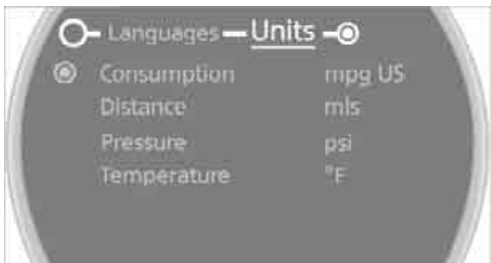 Languages Units
Consumption mpg US
Distance mls
Pressure psi
Temperature °F